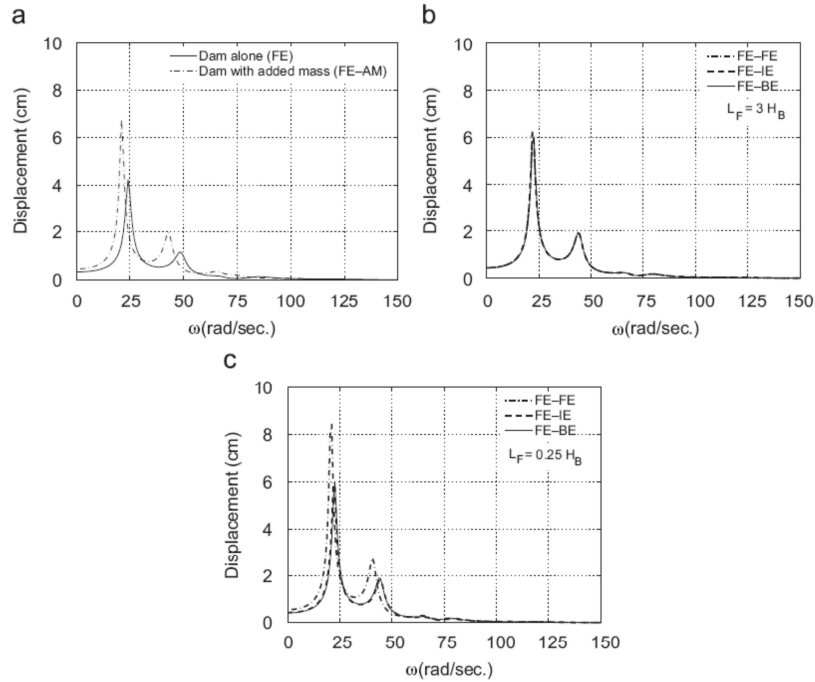 a
10
8
6
4
2
0
Displacement (cm)
Dam alone (FE)
Dam with added mass (FE–AM)
0 25 50 75 100 125 150
ω(rad/sec.)
b
10
8
6
4
2
0
Displacement (cm)
FE–FE
FE–IE
FE–BE
L_F = 3 H_B
0 25 50 75 100 125 150
ω(rad/sec.)
c
10
8
6
4
2
0
Displacement (cm)
FE–FE
FE–IE
FE–BE
L_F = 0.25 H_B
0 25 50 75 100 125 150
ω(rad/sec.)